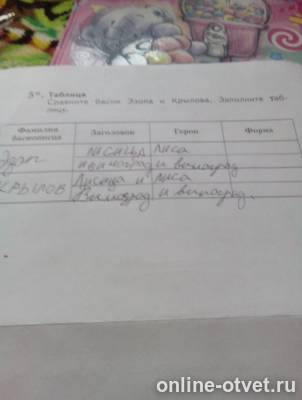 3*. Таблица
Сравните басни Эзопа и Крылова. Заполните таб-
лицу.
Фамилия баснописца Заголовок Герои Форма
Эзоп лисица лиса
и виноград и виноград
Крылов Лисица и лиса
Виноград и виноград.
online-otvet.ru